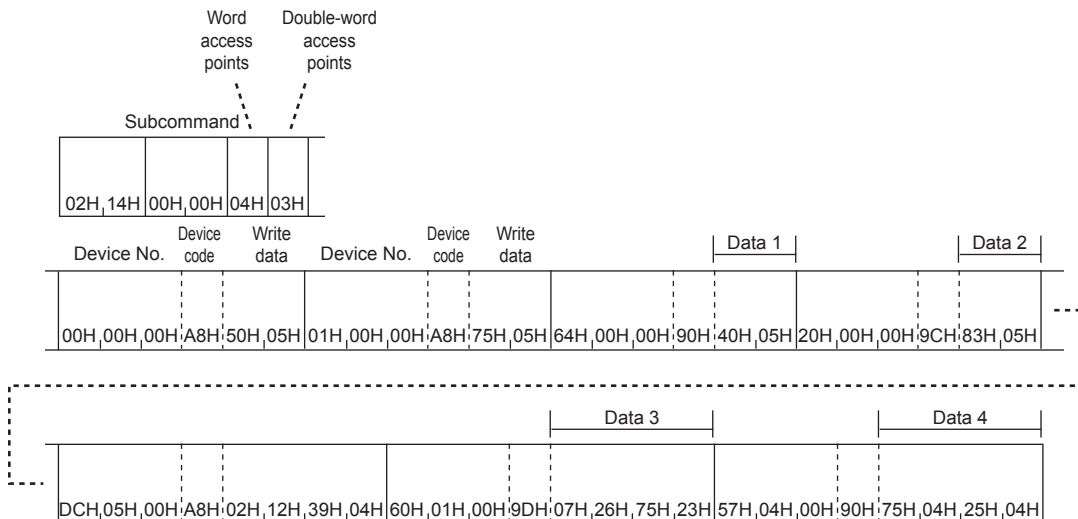 Word access points
Double-word access points
Subcommand
02H 14H 00H 00H 04H 03H
Device No. Device code Write data Device No. Device code Write data Data 1 Data 2
00H 00H 00H A8H 50H 05H 01H 00H 00H A8H 75H 05H 64H 00H 00H 90H 40H 05H 20H 00H 00H 9CH 83H 05H
Data 3 Data 4
DCH 05H 00H A8H 02H 12H 39H 04H 60H 01H 00H 9DH 07H 26H 75H 23H 57H 04H 00H 90H 75H 04H 25H 04H